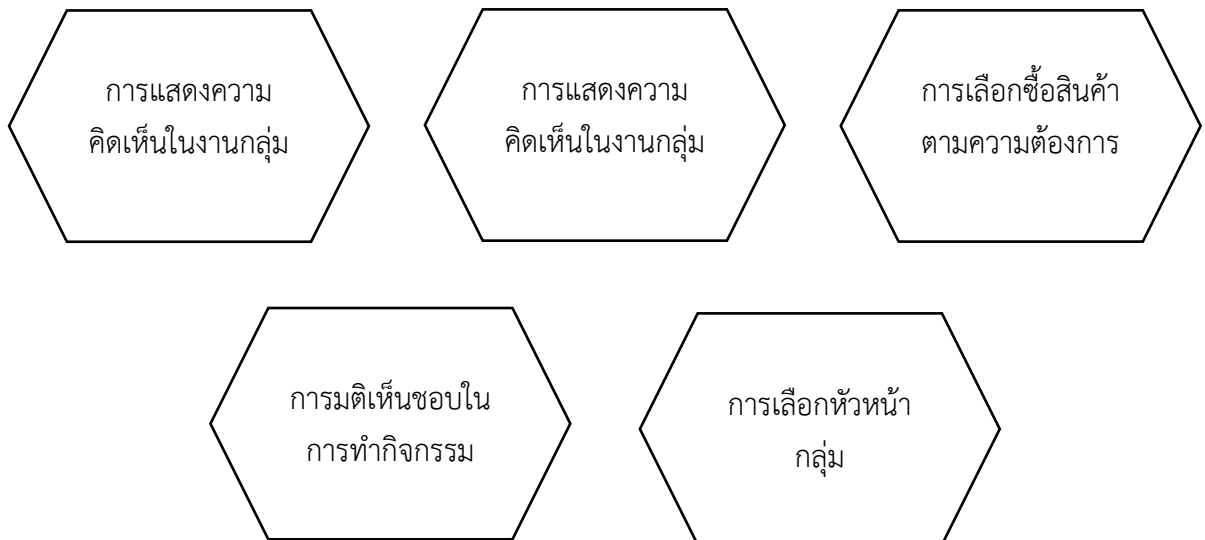 การแสดงความ
คิดเห็นในงานกลุ่ม
การแสดงความ
คิดเห็นในงานกลุ่ม
การเลือกซื้อสินค้า
ตามความต้องการ
การมติเห็นชอบใน
การทำกิจกรรม
การเลือกหัวหน้า
กลุ่ม